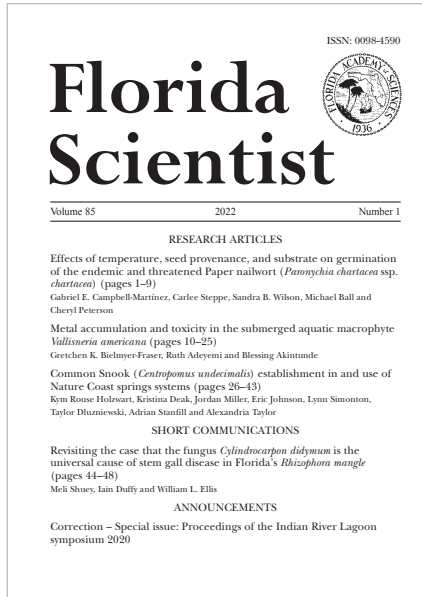 ISSN: 0098-4590
Florida
Scientist
FLORIDA ACADEMY of SCIENCES
1936
Volume 85 2022 Number 1
RESEARCH ARTICLES
Effects of temperature, seed provenance, and substrate on germination
of the endemic and threatened Paper nailwort (Paronychia chartacea ssp.
chartacea) (pages 1–9)
Gabriel E. Campbell-Martínez, Carlee Steppe, Sandra B. Wilson, Michael Ball and
Cheryl Peterson
Metal accumulation and toxicity in the submerged aquatic macrophyte
Vallisneria americana (pages 10–25)
Gretchen K. Bielmyer-Fraser, Ruth Adeyemi and Blessing Akintunde
Common Snook (Centropomus undecimalis) establishment in and use of
Nature Coast springs systems (pages 26–43)
Kym Rouse Holzwart, Kristina Deak, Jordan Miller, Eric Johnson, Lynn Simonton,
Taylor Dluzniewski, Adrian Stanfill and Alexandria Taylor
SHORT COMMUNICATIONS
Revisiting the case that the fungus Cylindrocarpon didymum is the
universal cause of stem gall disease in Florida's Rhizophora mangle
(pages 44–48)
Meli Shuey, Iain Duffy and William L. Ellis
ANNOUNCEMENTS
Correction – Special issue: Proceedings of the Indian River Lagoon
symposium 2020